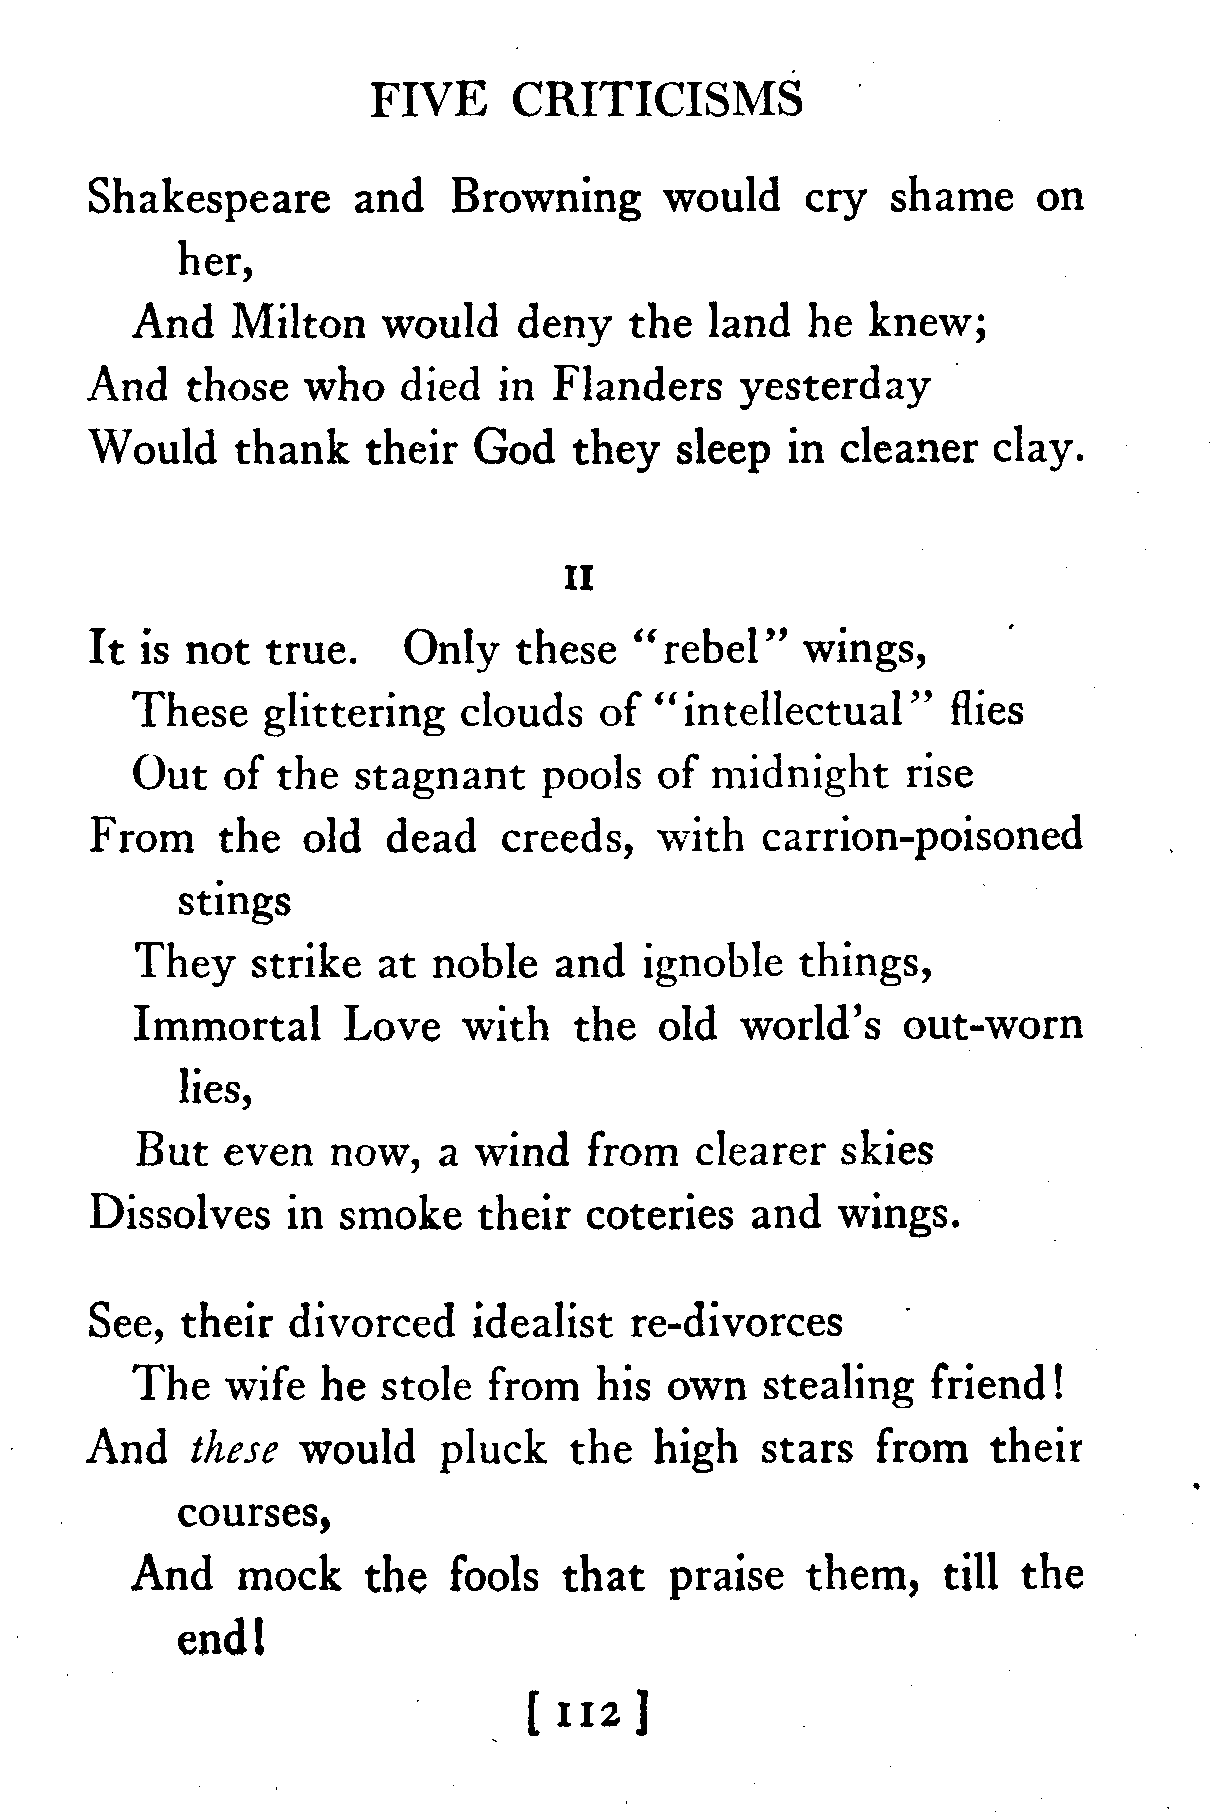 FIVE CRITICISMS
Shakespeare and Browning would cry shame on
her,
And Milton would deny the land he knew;
And those who died in Flanders yesterday
Would thank their God they sleep in cleaner clay.
II
It is not true. Only these "rebel" wings,
These glittering clouds of "intellectual" flies
Out of the stagnant pools of midnight rise
From the old dead creeds, with carrion-poisoned
stings
They strike at noble and ignoble things,
Immortal Love with the old world's out-worn
lies,
But even now, a wind from clearer skies
Dissolves in smoke their coteries and wings.
See, their divorced idealist re-divorces
The wife he stole from his own stealing friend!
And these would pluck the high stars from their
courses,
And mock the fools that praise them, till the
end!
[ 112 ]